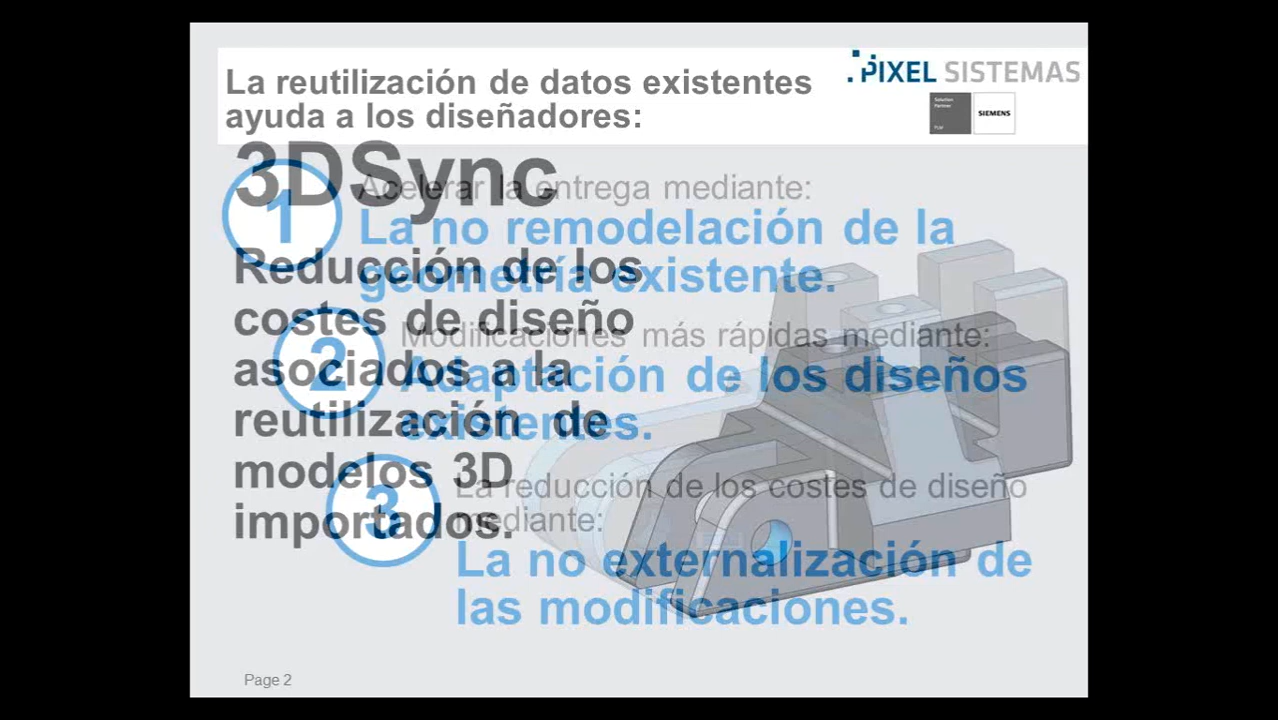 La reutilización de datos existentes
ayuda a los diseñadores:
PIXEL SISTEMAS
Solution
Partner
PLM
SIEMENS
3DSync
Reducción de los
costes de diseño
asociados a la
reutilización de
modelos 3D
importados.
1
Acelerar la entrega mediante:
La no remodelación de la
geometría existente.
2
Modificaciones más rápidas mediante:
Adaptación de los diseños
existentes.
3
La reducción de los costes de diseño
mediante:
La no externalización de
las modificaciones.
Page 2